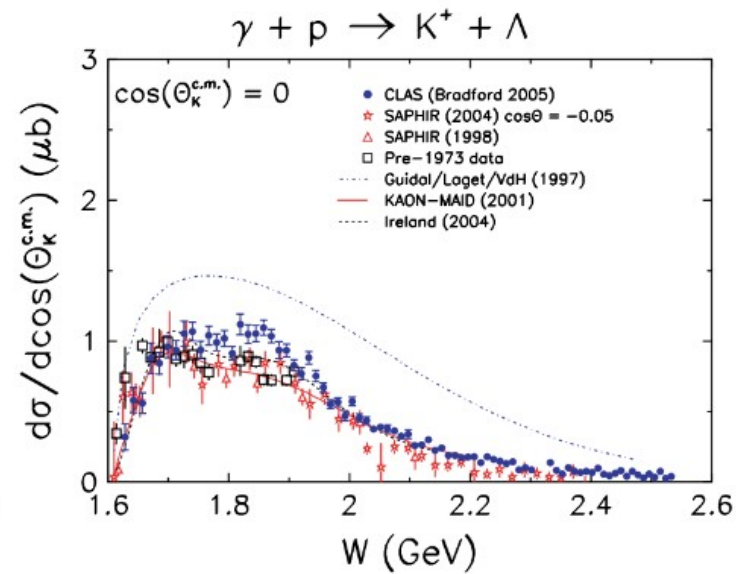 γ + p → K⁺ + Λ
cos(Θ_K^c.m.) = 0
CLAS (Bradford 2005)
SAPHIR (2004) cosΘ = −0.05
SAPHIR (1998)
Pre−1973 data
Guidal/Laget/VdH (1997)
KAON−MAID (2001)
Ireland (2004)
dσ/dcos(Θ_K^c.m.) (μb)
3
2
1
0
1.6 1.8 2 2.2 2.4 2.6
W (GeV)